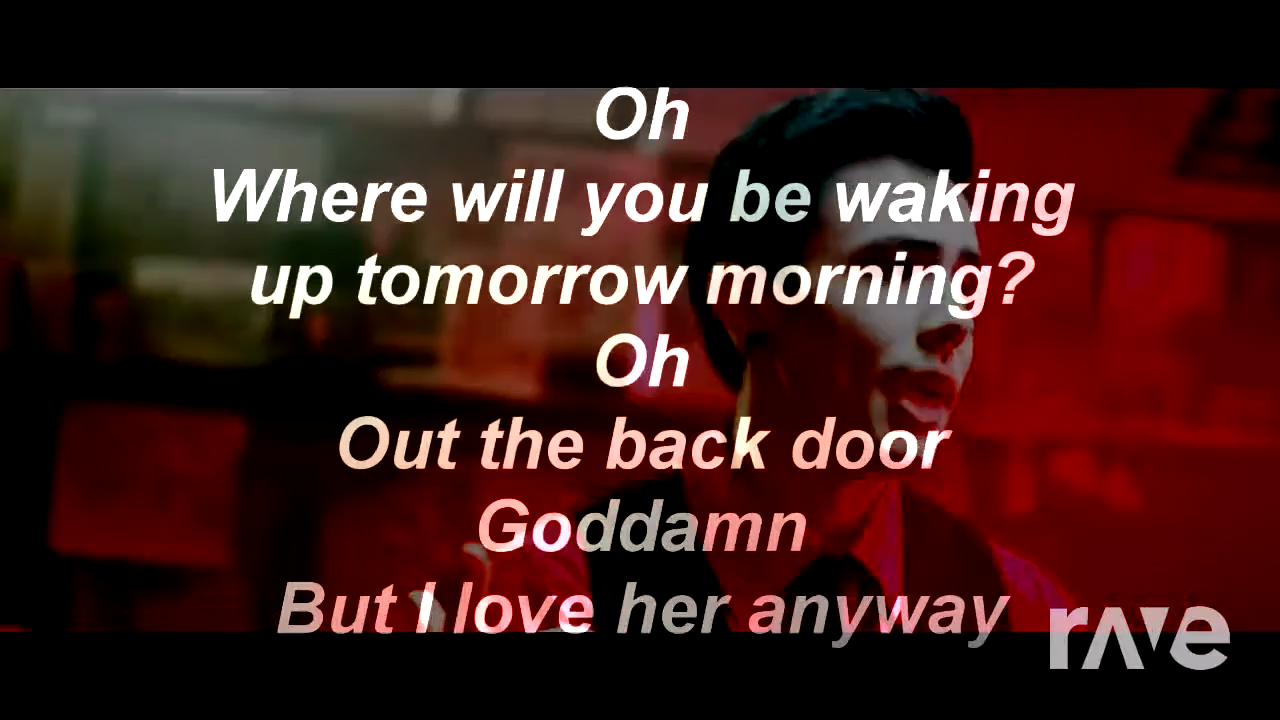 Oh
Where will you be waking
up tomorrow morning?
Oh
Out the back door
Goddamn
But I love her anyway
rave